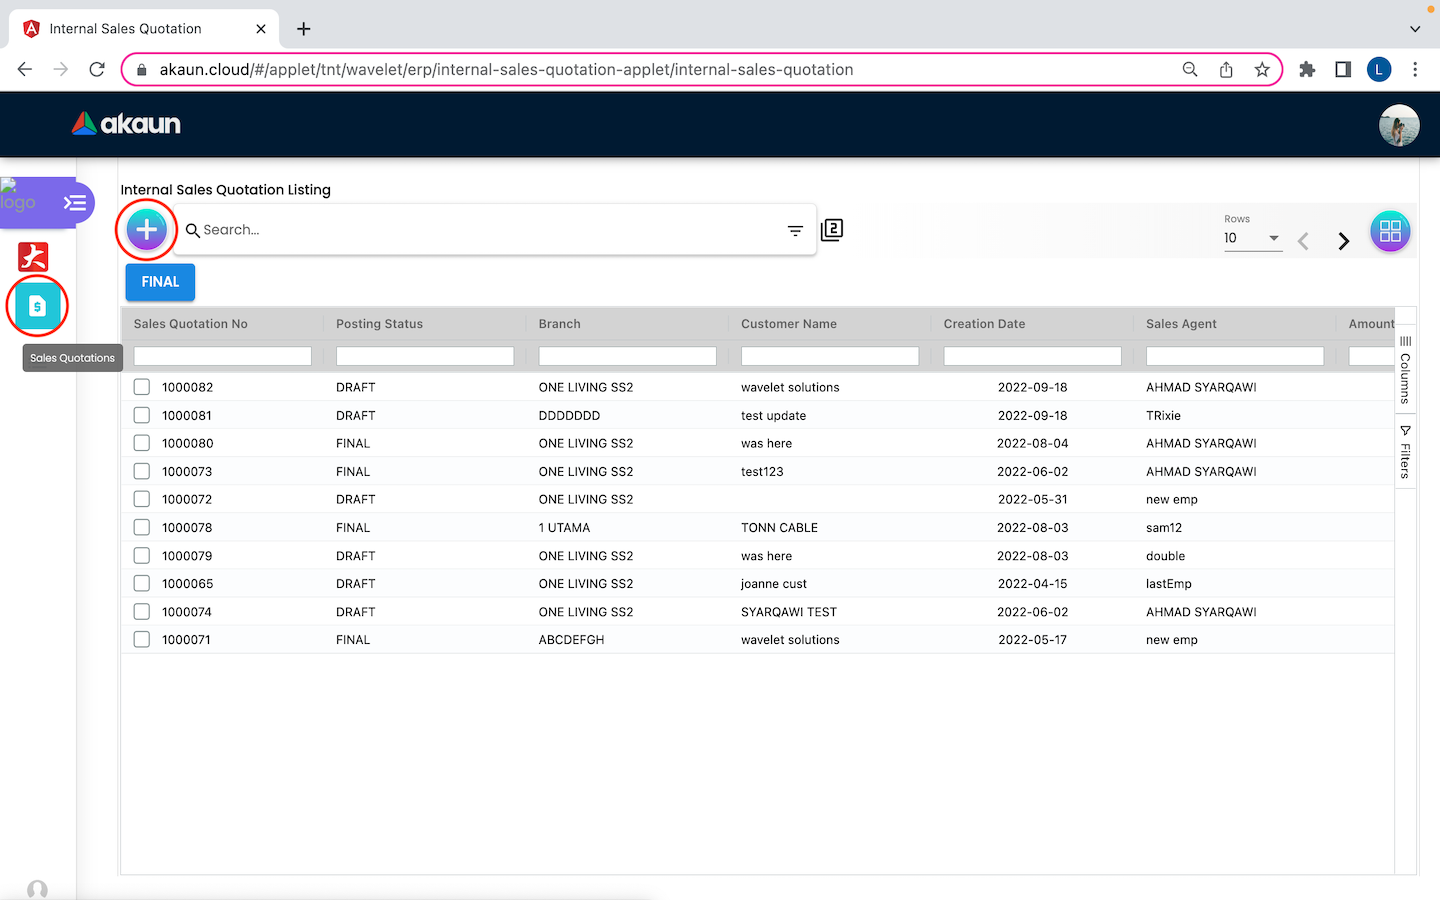 Internal Sales Quotation
akaun.cloud/#/applet/tnt/wavelet/erp/internal-sales-quotation-applet/internal-sales-quotation
L
akaun
logo
Internal Sales Quotation Listing
Search...
2
Rows
10
FINAL
$
Sales Quotations
Sales Quotation No Posting Status Branch Customer Name Creation Date Sales Agent Amount
1000082 DRAFT ONE LIVING SS2 wavelet solutions 2022-09-18 AHMAD SYARQAWI
1000081 DRAFT DDDDDDD test update 2022-09-18 TRixie
1000080 FINAL ONE LIVING SS2 was here 2022-08-04 AHMAD SYARQAWI
1000073 FINAL ONE LIVING SS2 test123 2022-06-02 AHMAD SYARQAWI
1000072 DRAFT ONE LIVING SS2 2022-05-31 new emp
1000078 FINAL 1 UTAMA TONN CABLE 2022-08-03 sam12
1000079 DRAFT ONE LIVING SS2 was here 2022-08-03 double
1000065 DRAFT ONE LIVING SS2 joanne cust 2022-04-15 lastEmp
1000074 DRAFT ONE LIVING SS2 SYARQAWI TEST 2022-06-02 AHMAD SYARQAWI
1000071 FINAL ABCDEFGH wavelet solutions 2022-05-17 new emp
Columns
Filters